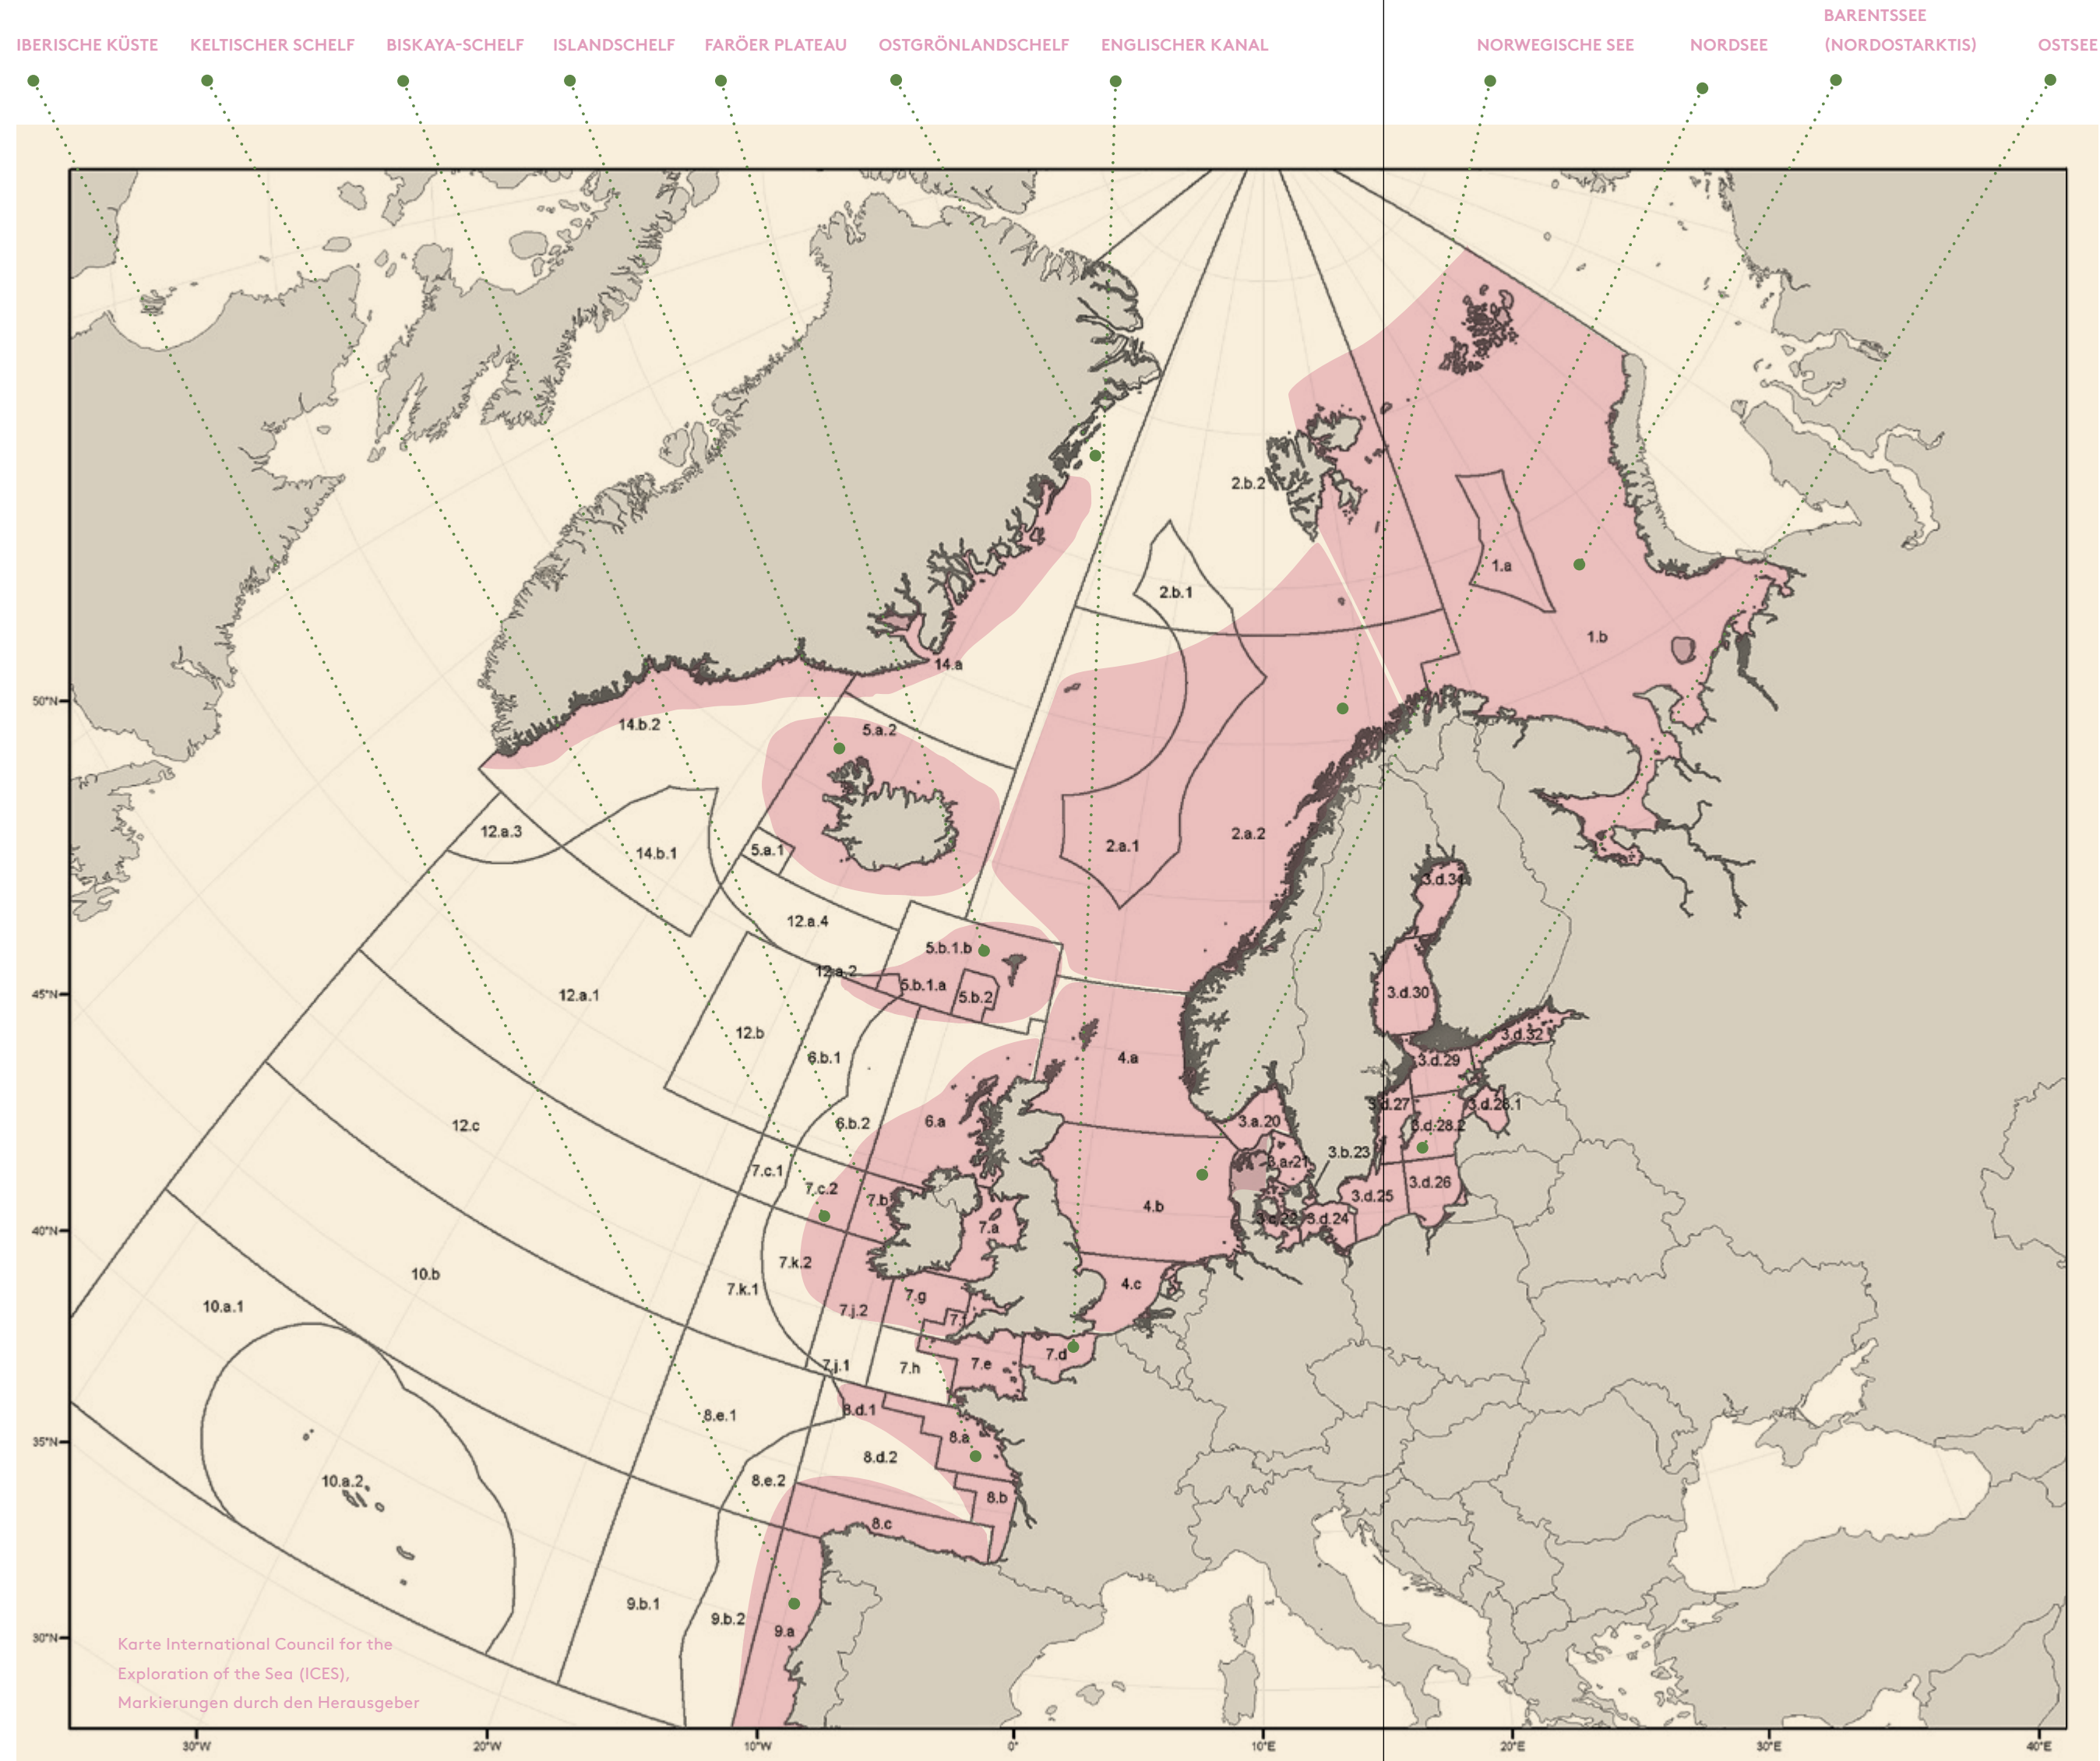 BARENTSSEE
IBERISCHE KÜSTE KELTISCHER SCHELF BISKAYA-SCHELF ISLANDSCHELF FARÖER PLATEAU OSTGRÖNLANDSCHELF ENGLISCHER KANAL NORWEGISCHE SEE NORDSEE (NORDOSTARKTIS) OSTSEE
2.b.2
1.a
2.b.1
1.b
14.a
50°N
14.b.2
5.a.2
12.a.3
2.a.2
2.a.1
14.b.1
5.a.1
3.d.31
12.a.4
5.b.1.b
12.a.2
5.b.1.a
45°N
12.a.1
5.b.2
3.d.30
12.b
3.d.32
6.b.1
4.a
3.d.29
3.d.27
3.d.28.1
12.c
6.b.2
6.a
3.a.20
3.d.28.2
3.b.23
3.a.21
7.c.1
7.c.2
3.d.26
7.b
3.d.25
4.b
3.c.22
3.d.24
40°N
7.a
7.k.2
10.b
7.k.1
4.c
7.g
10.a.1
7.j.2
7.d
7.e
7.j.1
7.h
8.e.1
8.d.1
35°N
8.a
8.d.2
8.e.2
10.a.2
8.b
8.c
9.b.1
9.b.2
9.a
30°N
Karte International Council for the
Exploration of the Sea (ICES),
Markierungen durch den Herausgeber
30°W 20°W 10°W 0° 10°E 20°E 30°E 40°E